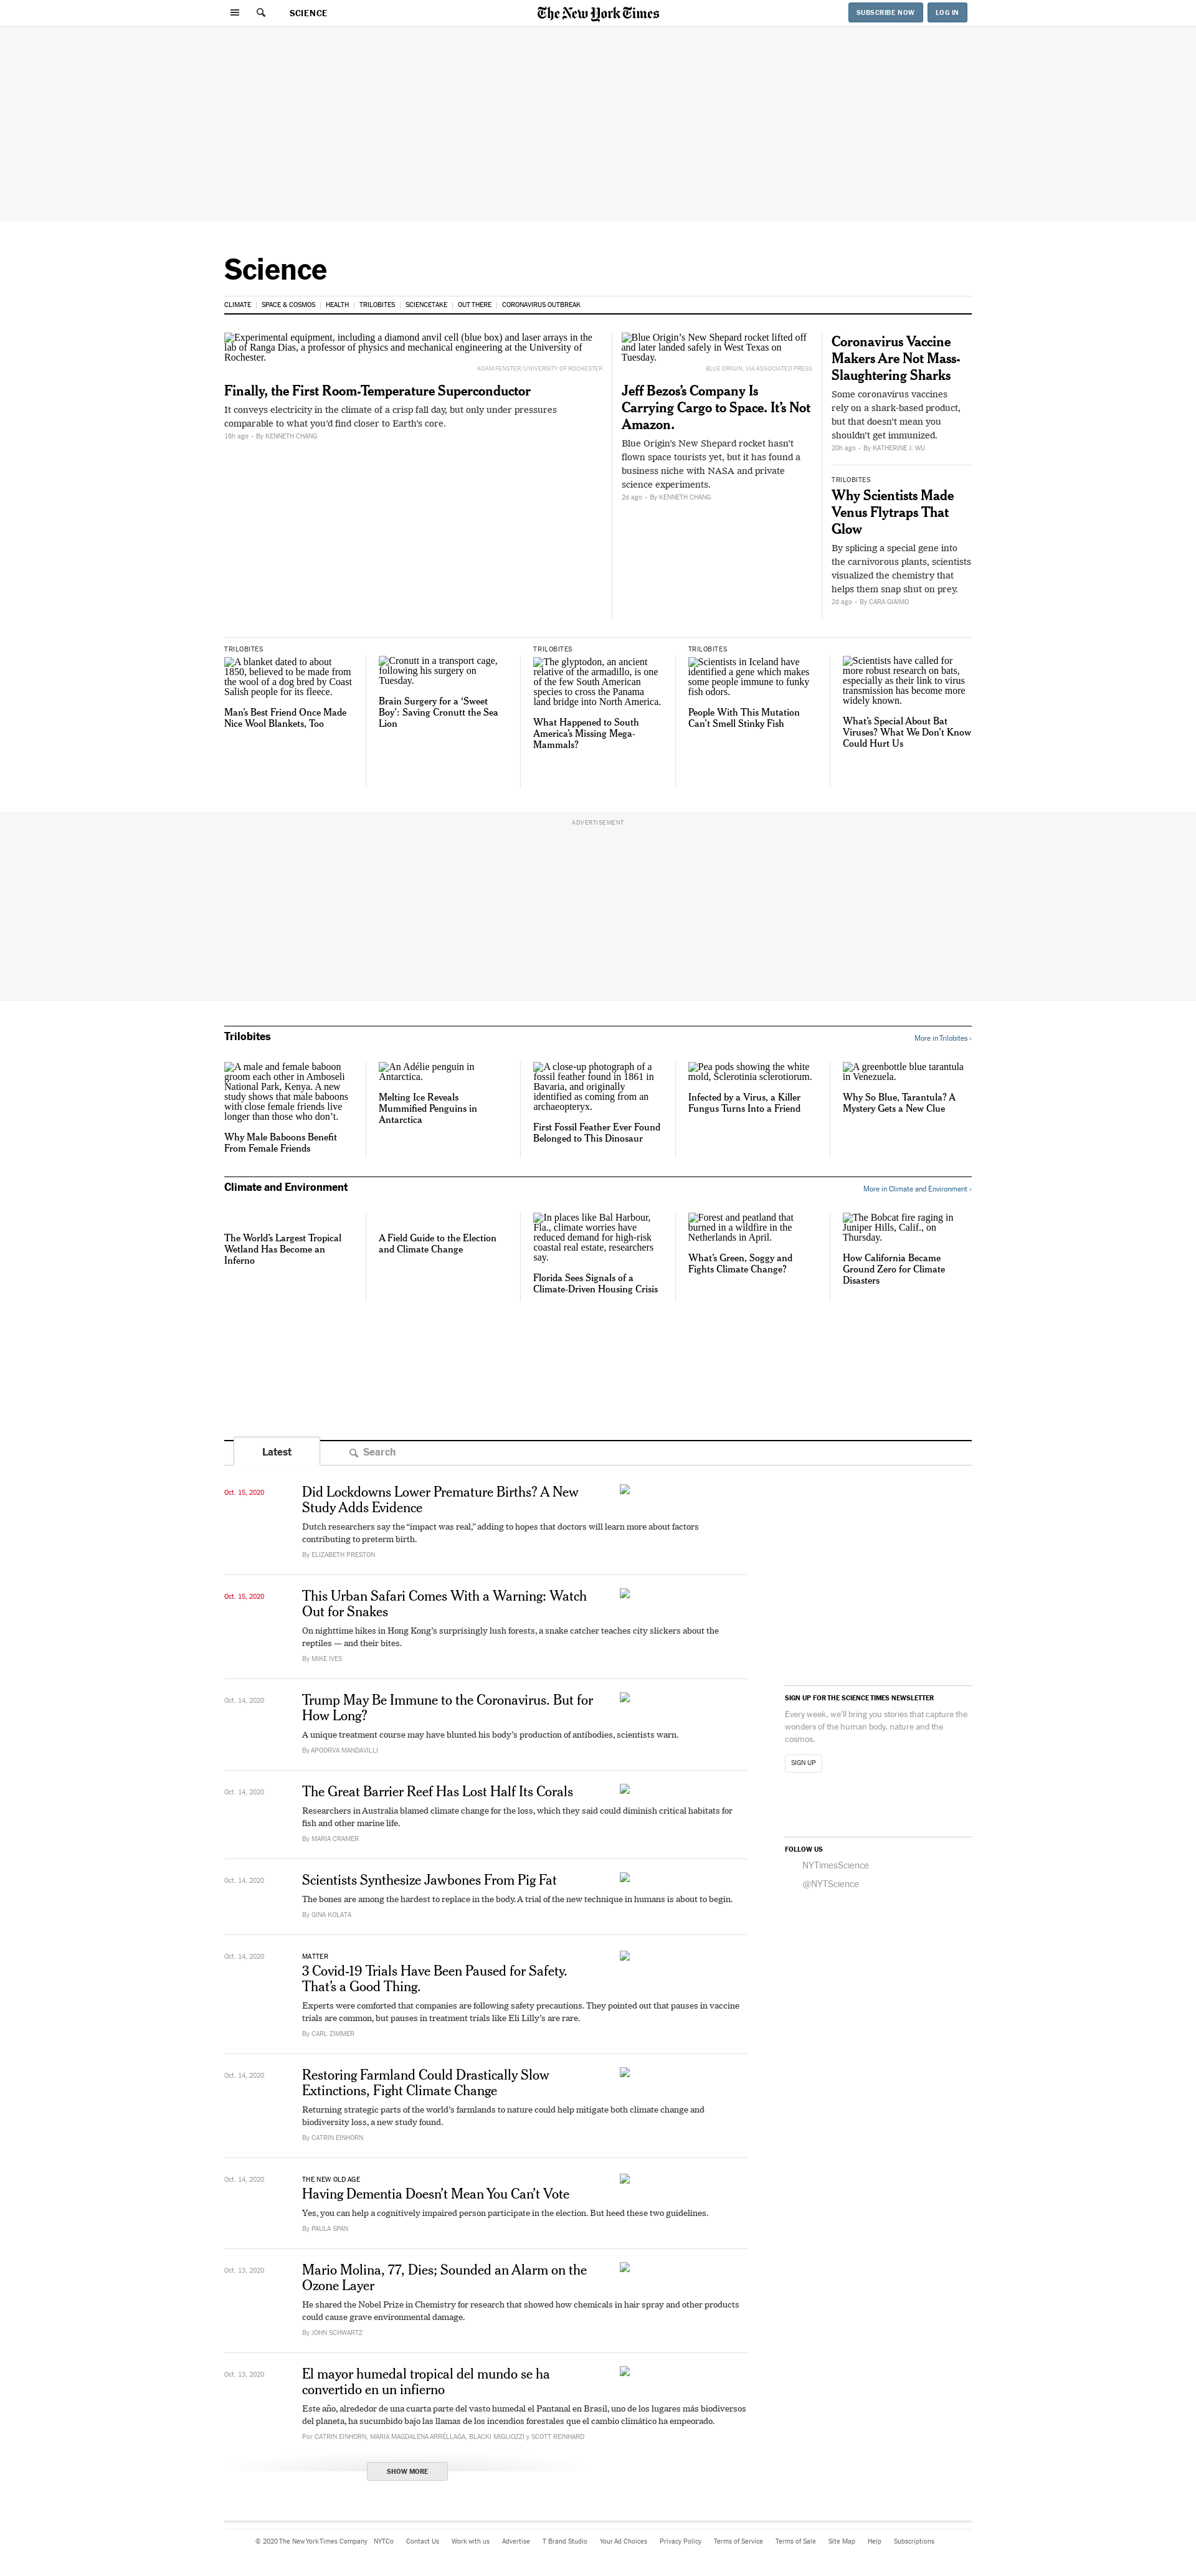 SCIENCE
The New York Times
SUBSCRIBE NOW
LOG IN
Science
CLIMATE | SPACE & COSMOS | HEALTH | TRILOBITES | SCIENCETAKE | OUT THERE | CORONAVIRUS OUTBREAK
Experimental equipment, including a diamond anvil cell (blue box) and laser arrays in the
lab of Ranga Dias, a professor of physics and mechanical engineering at the University of
Rochester.
ADAM FENSTER/UNIVERSITY OF ROCHESTER
Finally, the First Room-Temperature Superconductor
It conveys electricity in the climate of a crisp fall day, but only under pressures
comparable to what you’d find closer to Earth’s core.
16h ago - By KENNETH CHANG
Blue Origin’s New Shepard rocket lifted off
and later landed safely in West Texas on
Tuesday.
BLUE ORIGIN, VIA ASSOCIATED PRESS
Jeff Bezos’s Company Is
Carrying Cargo to Space. It’s Not
Amazon.
Blue Origin’s New Shepard rocket hasn’t
flown space tourists yet, but it has found a
business niche with NASA and private
science experiments.
2d ago - By KENNETH CHANG
Coronavirus Vaccine
Makers Are Not Mass-
Slaughtering Sharks
Some coronavirus vaccines
rely on a shark-based product,
but that doesn’t mean you
shouldn’t get immunized.
20h ago - By KATHERINE J. WU
TRILOBITES
Why Scientists Made
Venus Flytraps That
Glow
By splicing a special gene into
the carnivorous plants, scientists
visualized the chemistry that
helps them snap shut on prey.
2d ago - By CARA GIAIMO
TRILOBITES
A blanket dated to about
1850, believed to be made from
the wool of a dog bred by Coast
Salish people for its fleece.
Man’s Best Friend Once Made
Nice Wool Blankets, Too
Cronutt in a transport cage,
following his surgery on
Tuesday.
Brain Surgery for a ‘Sweet
Boy’: Saving Cronutt the Sea
Lion
TRILOBITES
The glyptodon, an ancient
relative of the armadillo, is one
of the few South American
species to cross the Panama
land bridge into North America.
What Happened to South
America’s Missing Mega-
Mammals?
TRILOBITES
Scientists in Iceland have
identified a gene which makes
some people immune to funky
fish odors.
People With This Mutation
Can’t Smell Stinky Fish
Scientists have called for
more robust research on bats,
especially as their link to virus
transmission has become more
widely known.
What’s Special About Bat
Viruses? What We Don’t Know
Could Hurt Us
ADVERTISEMENT
Trilobites
More in Trilobites ›
A male and female baboon
groom each other in Amboseli
National Park, Kenya. A new
study shows that male baboons
with close female friends live
longer than those who don’t.
Why Male Baboons Benefit
From Female Friends
An Adélie penguin in
Antarctica.
Melting Ice Reveals
Mummified Penguins in
Antarctica
A close-up photograph of a
fossil feather found in 1861 in
Bavaria, and originally
identified as coming from an
archaeopteryx.
First Fossil Feather Ever Found
Belonged to This Dinosaur
Pea pods showing the white
mold, Sclerotinia sclerotiorum.
Infected by a Virus, a Killer
Fungus Turns Into a Friend
A greenbottle blue tarantula
in Venezuela.
Why So Blue, Tarantula? A
Mystery Gets a New Clue
Climate and Environment
More in Climate and Environment ›
The World’s Largest Tropical
Wetland Has Become an
Inferno
A Field Guide to the Election
and Climate Change
In places like Bal Harbour,
Fla., climate worries have
reduced demand for high-risk
coastal real estate, researchers
say.
Florida Sees Signals of a
Climate-Driven Housing Crisis
Forest and peatland that
burned in a wildfire in the
Netherlands in April.
What’s Green, Soggy and
Fights Climate Change?
The Bobcat fire raging in
Juniper Hills, Calif., on
Thursday.
How California Became
Ground Zero for Climate
Disasters
Latest
Search
Oct. 15, 2020
Did Lockdowns Lower Premature Births? A New
Study Adds Evidence
Dutch researchers say the “impact was real,” adding to hopes that doctors will learn more about factors
contributing to preterm birth.
By ELIZABETH PRESTON
Oct. 15, 2020
This Urban Safari Comes With a Warning: Watch
Out for Snakes
On nighttime hikes in Hong Kong’s surprisingly lush forests, a snake catcher teaches city slickers about the
reptiles — and their bites.
By MIKE IVES
Oct. 14, 2020
Trump May Be Immune to the Coronavirus. But for
How Long?
A unique treatment course may have blunted his body’s production of antibodies, scientists warn.
By APOORVA MANDAVILLI
Oct. 14, 2020
The Great Barrier Reef Has Lost Half Its Corals
Researchers in Australia blamed climate change for the loss, which they said could diminish critical habitats for
fish and other marine life.
By MARIA CRAMER
Oct. 14, 2020
Scientists Synthesize Jawbones From Pig Fat
The bones are among the hardest to replace in the body. A trial of the new technique in humans is about to begin.
By GINA KOLATA
Oct. 14, 2020
MATTER
3 Covid-19 Trials Have Been Paused for Safety.
That’s a Good Thing.
Experts were comforted that companies are following safety precautions. They pointed out that pauses in vaccine
trials are common, but pauses in treatment trials like Eli Lilly’s are rare.
By CARL ZIMMER
Oct. 14, 2020
Restoring Farmland Could Drastically Slow
Extinctions, Fight Climate Change
Returning strategic parts of the world’s farmlands to nature could help mitigate both climate change and
biodiversity loss, a new study found.
By CATRIN EINHORN
Oct. 14, 2020
THE NEW OLD AGE
Having Dementia Doesn’t Mean You Can’t Vote
Yes, you can help a cognitively impaired person participate in the election. But heed these two guidelines.
By PAULA SPAN
Oct. 13, 2020
Mario Molina, 77, Dies; Sounded an Alarm on the
Ozone Layer
He shared the Nobel Prize in Chemistry for research that showed how chemicals in hair spray and other products
could cause grave environmental damage.
By JOHN SCHWARTZ
Oct. 13, 2020
El mayor humedal tropical del mundo se ha
convertido en un infierno
Este año, alrededor de una cuarta parte del vasto humedal el Pantanal en Brasil, uno de los lugares más biodiversos
del planeta, ha sucumbido bajo las llamas de los incendios forestales que el cambio climático ha empeorado.
Por CATRIN EINHORN, MARIA MAGDALENA ARRÉLLAGA, BLACKI MIGLIOZZI y SCOTT REINHARD
SHOW MORE
SIGN UP FOR THE SCIENCE TIMES NEWSLETTER
Every week, we'll bring you stories that capture the
wonders of the human body, nature and the
cosmos.
SIGN UP
FOLLOW US
NYTimesScience
@NYTScience
© 2020 The New York Times Company NYTCo Contact Us Work with us Advertise T Brand Studio Your Ad Choices Privacy Policy Terms of Service Terms of Sale Site Map Help Subscriptions